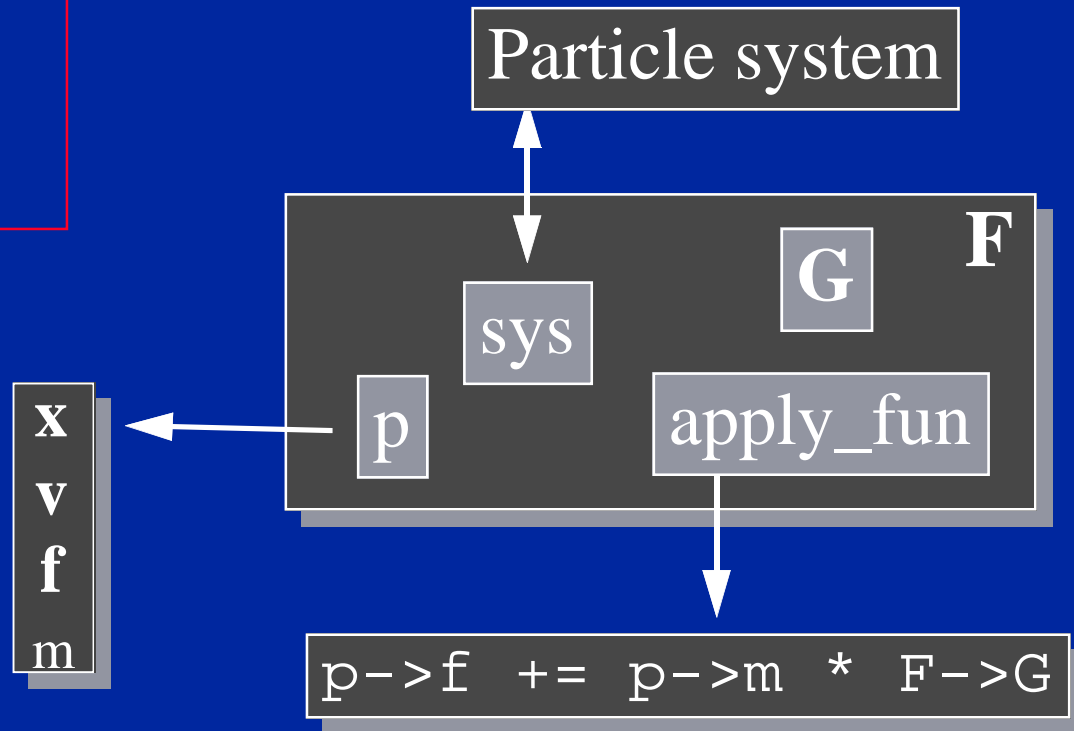 Particle system
F
G
sys
p
apply_fun
x
v
f
m
p->f += p->m * F->G